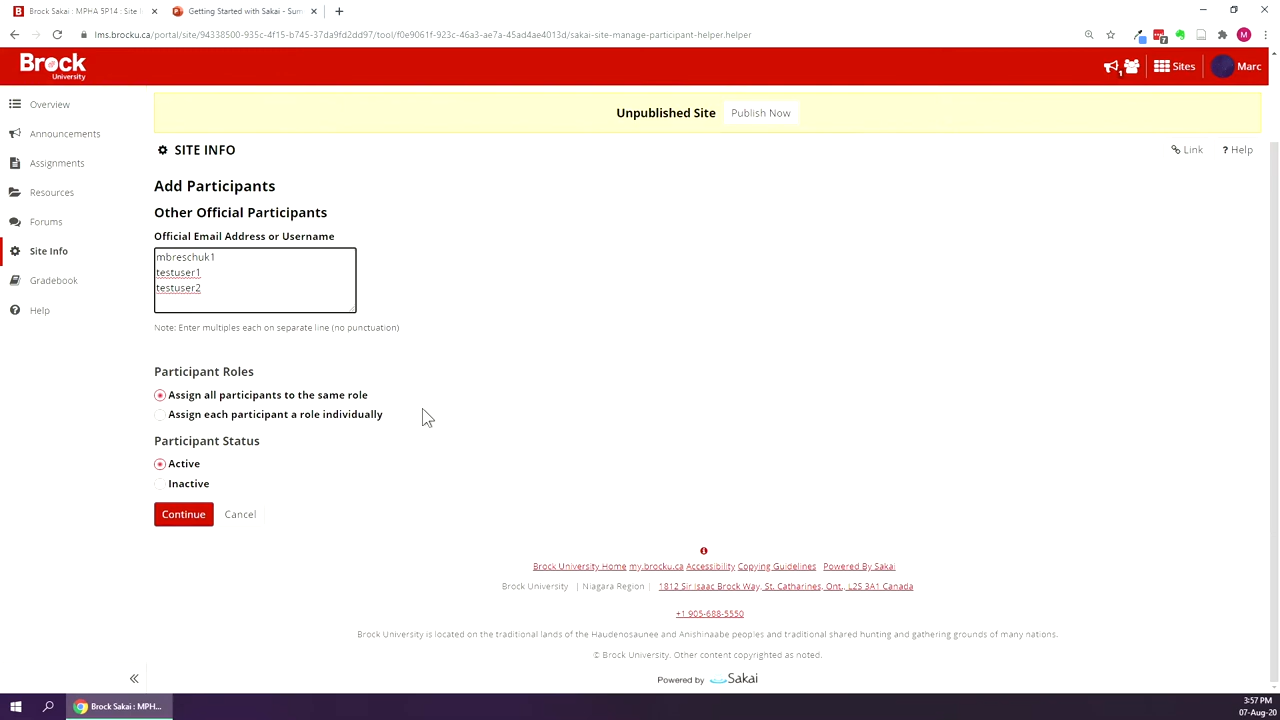 Brock Sakai : MPHA 5P14 : Site I
Getting Started with Sakai - Sum
lms.brocku.ca/portal/site/94338500-935c-4f15-b745-37da9fd2dd97/tool/f0e9061f-923c-46a3-ae7a-45ad4ae4013d/sakai-site-manage-participant-helper.helper
7
M
Brock
University
1
Sites
Marc
Overview
Announcements
Assignments
Resources
Forums
Site Info
Gradebook
Help
Unpublished Site Publish Now
SITE INFO
Link
? Help
Add Participants
Other Official Participants
Official Email Address or Username
mbreschuk1
testuser1
testuser2
Note: Enter multiples each on separate line (no punctuation)
Participant Roles
Assign all participants to the same role
Assign each participant a role individually
Participant Status
Active
Inactive
Continue Cancel
Brock University Home my.brocku.ca Accessibility Copying Guidelines Powered By Sakai
Brock University | Niagara Region | 1812 Sir Isaac Brock Way, St. Catharines, Ont., L2S 3A1 Canada
+1 905-688-5550
Brock University is located on the traditional lands of the Haudenosaunee and Anishinaabe peoples and traditional shared hunting and gathering grounds of many nations.
© Brock University. Other content copyrighted as noted.
Powered by Sakai
Brock Sakai : MPH...
3:57 PM
07-Aug-20